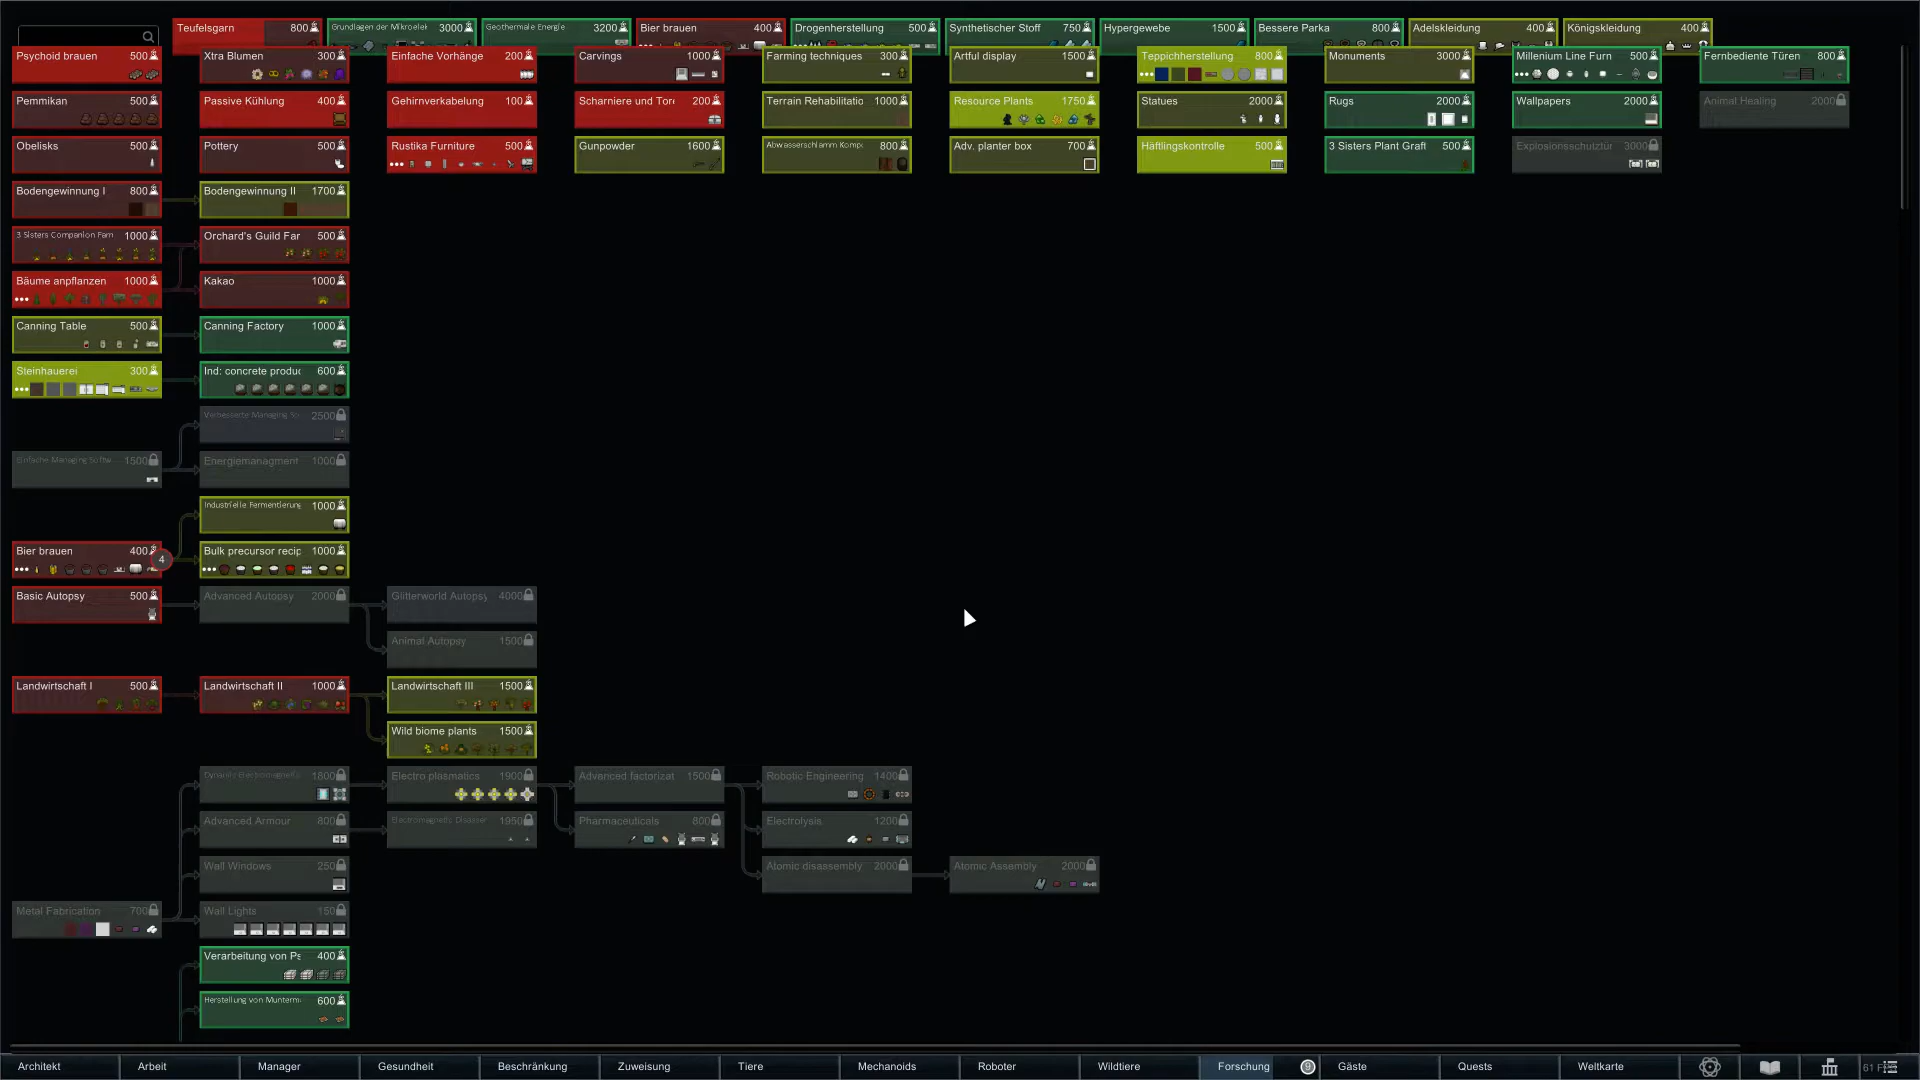 Teufelsgarn 800
Grundlagen der Mikroelek 3000
Geothermale Energie 3200
Bier brauen 400
Drogenherstellung 500
Synthetischer Stoff 750
Hypergewebe 1500
Bessere Parka 800
Adelskleidung 400
Königskleidung 400
Psychoid brauen 500
Xtra Blumen 300
Einfache Vorhänge 200
Carvings 1000
Farming techniques 300
Artful display 1500
Teppichherstellung 800
Monuments 3000
Millenium Line Furn 500
Fernbediente Türen 800
Pemmikan 500
Passive Kühlung 400
Gehirnverkabelung 100
Scharniere und Tore 200
Terrain Rehabilitatio 1000
Resource Plants 1750
Statues 2000
Rugs 2000
Wallpapers 2000
Animal Healing 2000
Obelisks 500
Pottery 500
Rustika Furniture 500
Gunpowder 1600
Abwasserschlamm Kompo 800
Adv. planter box 700
Häftlingskontrolle 500
3 Sisters Plant Graft 500
Explosionsschutztür 3000
Bodengewinnung I 800
Bodengewinnung II 1700
3 Sisters Companion Farm 1000
Orchard's Guild Far 500
Bäume anpflanzen 1000
Kakao 1000
Canning Table 500
Canning Factory 1000
Steinhauerei 300
Ind: concrete produc 600
Verbesserte Managing So 2500
Einfache Managing Softw 1500
Energiemanagment 1000
Industrielle Fermentierung 1000
Bier brauen 400
4
Bulk precursor recip 1000
Basic Autopsy 500
Advanced Autopsy 2000
Glitterworld Autopsy 4000
Animal Autopsy 1500
Landwirtschaft I 500
Landwirtschaft II 1000
Landwirtschaft III 1500
Wild biome plants 1500
1800
Electro plasmatics 1900
Advanced factorizat 1500
Robotic Engineering 1400
Advanced Armour 800
Electromagnetic Disasser 1950
Pharmaceuticals 800
Electrolysis 1200
Wall Windows 250
Atomic disassembly 2000
Atomic Assembly 2000
Metal Fabrication 700
Wall Lights 150
Verarbeitung von Ps 400
Herstellung von Munterm 600
Architekt
Arbeit
Manager
Gesundheit
Beschränkung
Zuweisung
Tiere
Mechanoids
Roboter
Wildtiere
Forschung
9
Gäste
Quests
Weltkarte